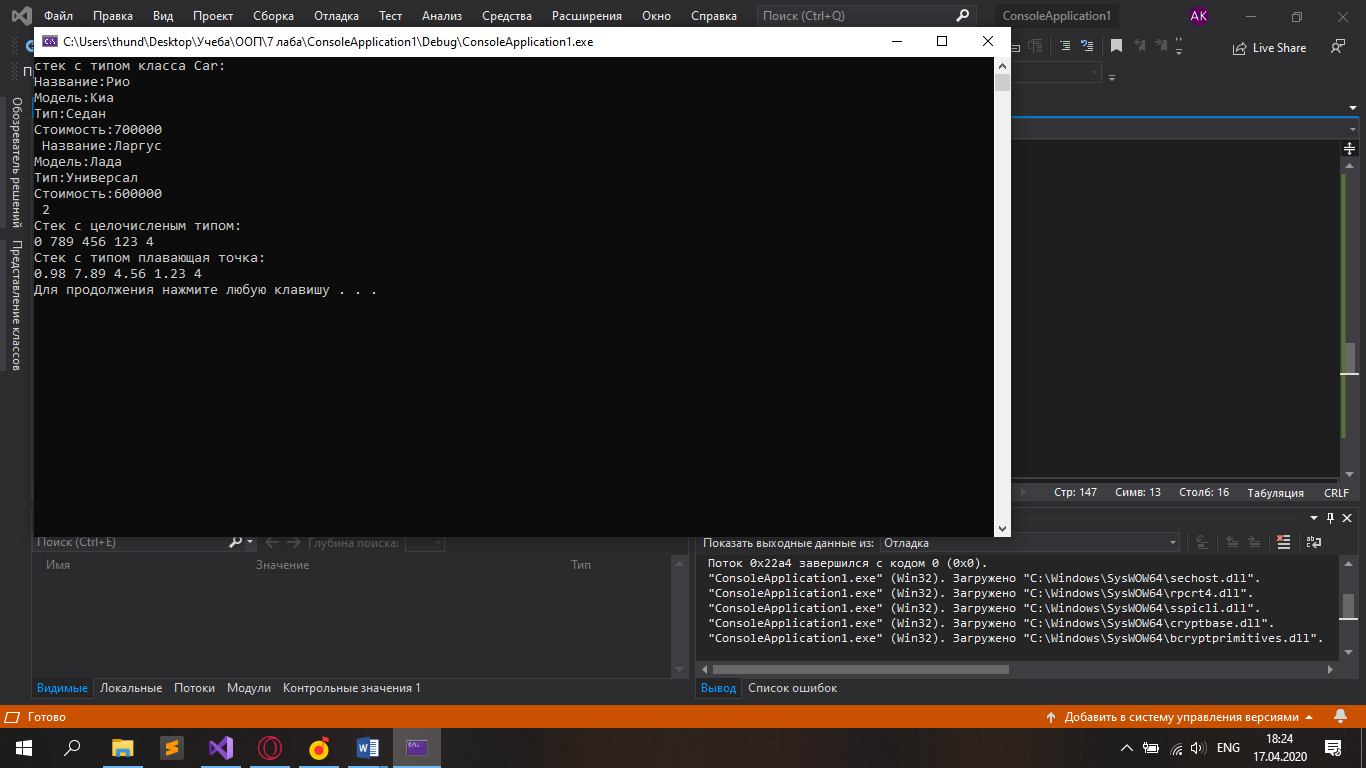 Файл Правка Вид Проект Сборка Отладка Тест Анализ Средства Расширения Окно Справка Поиск (Ctrl+Q) ConsoleApplication1 AK
C:\Users\thund\Desktop\Учеба\ООП\7 лаба\ConsoleApplication1\Debug\ConsoleApplication1.exe
Live Share
Обозреватель решений
Представление классов
стек с типом класса Car:
Название:Рио
Модель:Киа
Тип:Седан
Стоимость:700000
Название:Ларгус
Модель:Лада
Тип:Универсал
Стоимость:600000
2
Стек с целочисленым типом:
0 789 456 123 4
Стек с типом плавающая точка:
0.98 7.89 4.56 1.23 4
Для продолжения нажмите любую клавишу . . .
Стр: 147 Симв: 13 Столб: 16 Табуляция CRLF
Поиск (Ctrl+E) Глубина поиска:
Имя Значение Тип
Показать выходные данные из: Отладка
Поток 0x22a4 завершился с кодом 0 (0x0).
"ConsoleApplication1.exe" (Win32). Загружено "C:\Windows\SysWOW64\sechost.dll".
"ConsoleApplication1.exe" (Win32). Загружено "C:\Windows\SysWOW64\rpcrt4.dll".
"ConsoleApplication1.exe" (Win32). Загружено "C:\Windows\SysWOW64\sspicli.dll".
"ConsoleApplication1.exe" (Win32). Загружено "C:\Windows\SysWOW64\cryptbase.dll".
"ConsoleApplication1.exe" (Win32). Загружено "C:\Windows\SysWOW64\bcryptprimitives.dll".
Видимые Локальные Потоки Модули Контрольные значения 1
Вывод Список ошибок
Готово
Добавить в систему управления версиями
ENG
18:24
17.04.2020